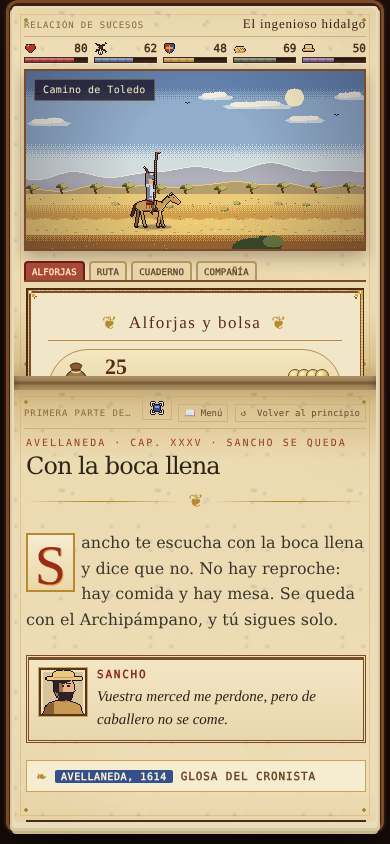 RELACIÓN DE SUCESOS
El ingenioso hidalgo
80 62 48 69 50
Camino de Toledo
ALFORJAS RUTA CUADERNO COMPAÑÍA
Alforjas y bolsa
25
PRIMERA PARTE DE… Menú ↺ Volver al principio
AVELLANEDA · CAP. XXXV · SANCHO SE QUEDA
Con la boca llena
Sancho te escucha con la boca llena
y dice que no. No hay reproche:
hay comida y hay mesa. Se queda
con el Archipámpano, y tú sigues solo.
SANCHO
Vuestra merced me perdone, pero de
caballero no se come.
AVELLANEDA, 1614 GLOSA DEL CRONISTA